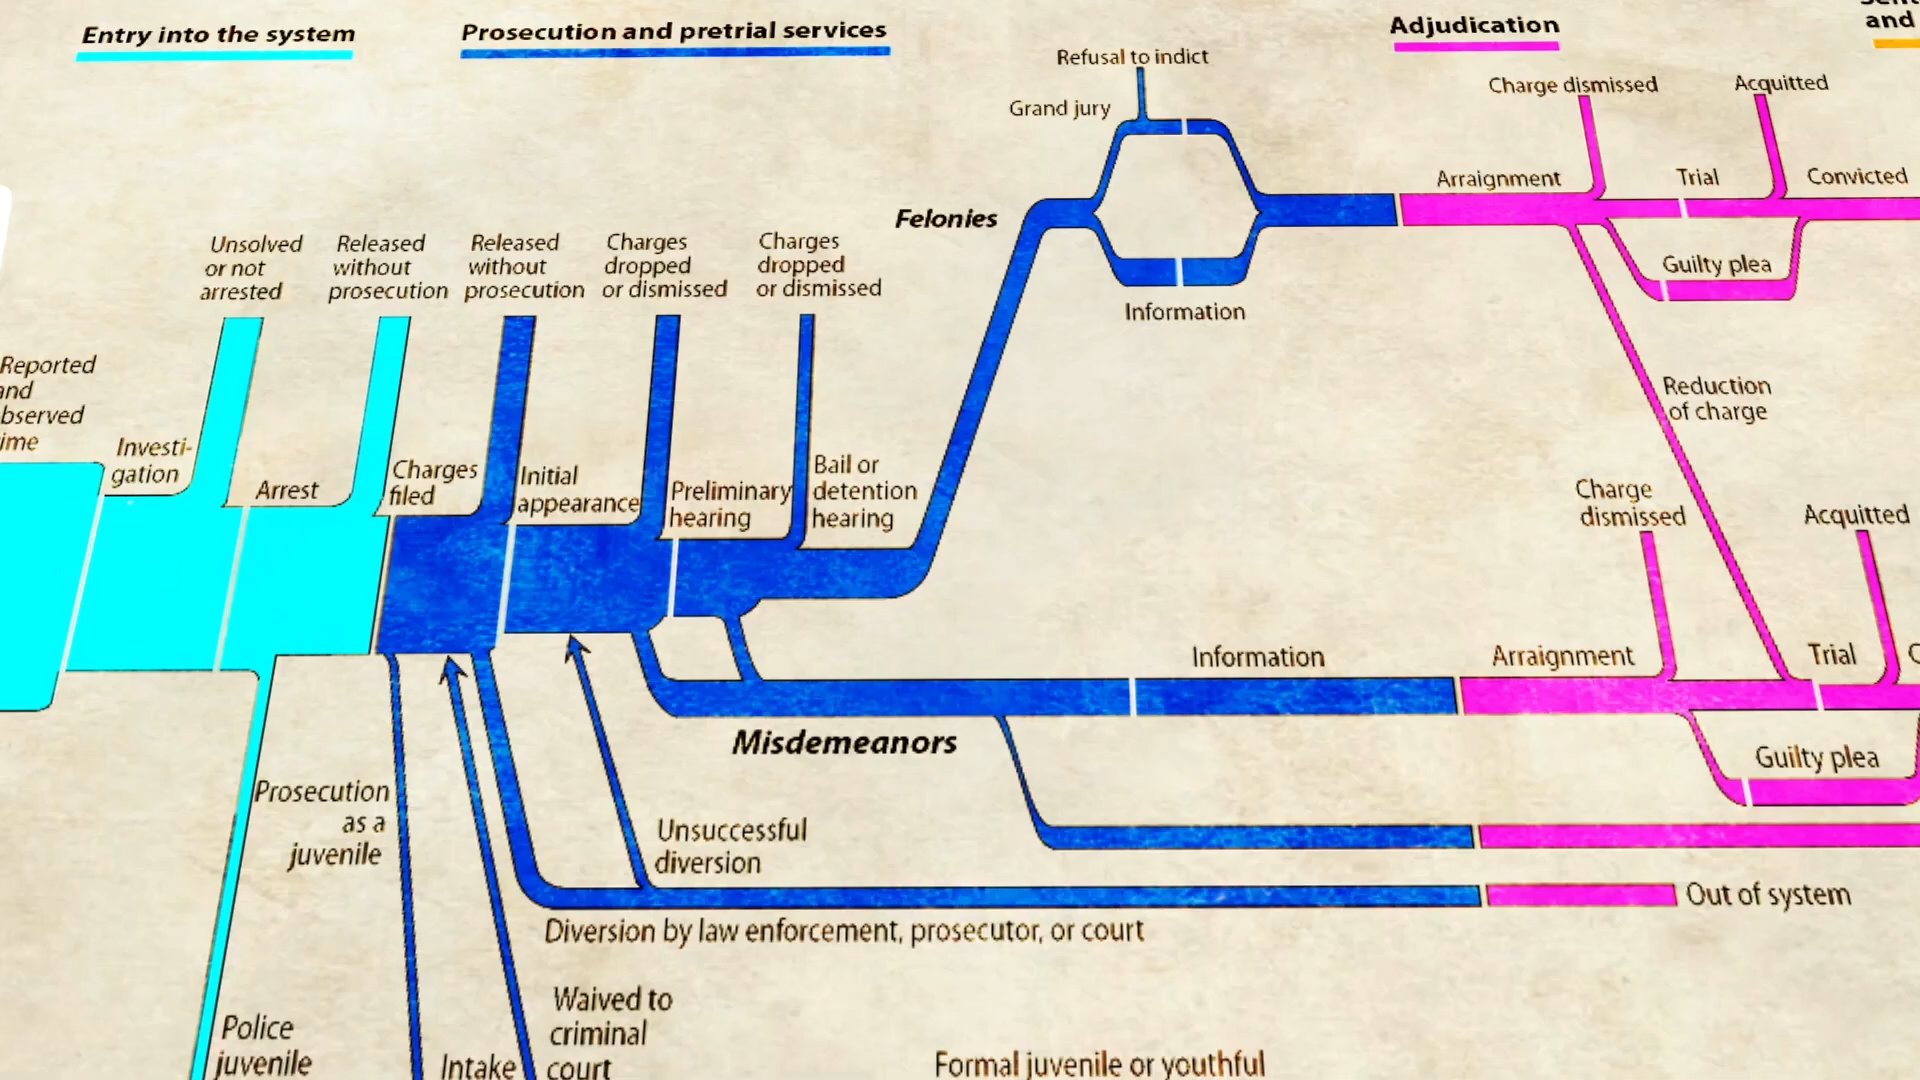 Entry into the system
Prosecution and pretrial services
Adjudication
and
Refusal to indict
Grand jury
Charge dismissed
Acquitted
Arraignment
Trial
Convicted
Felonies
Guilty plea
Information
Unsolved
or not
arrested
Released
without
prosecution
Released
without
prosecution
Charges
dropped
or dismissed
Charges
dropped
or dismissed
Reported
and
bserved
ime
Investi-
gation
Arrest
Charges
filed
Initial
appearance
Preliminary
hearing
Bail or
detention
hearing
Reduction
of charge
Charge
dismissed
Acquitted
Information
Arraignment
Trial
C
Misdemeanors
Guilty plea
Prosecution
as a
juvenile
Unsuccessful
diversion
Out of system
Diversion by law enforcement, prosecutor, or court
Waived to
criminal
court
Police
juvenile
Intake
Formal juvenile or youthful